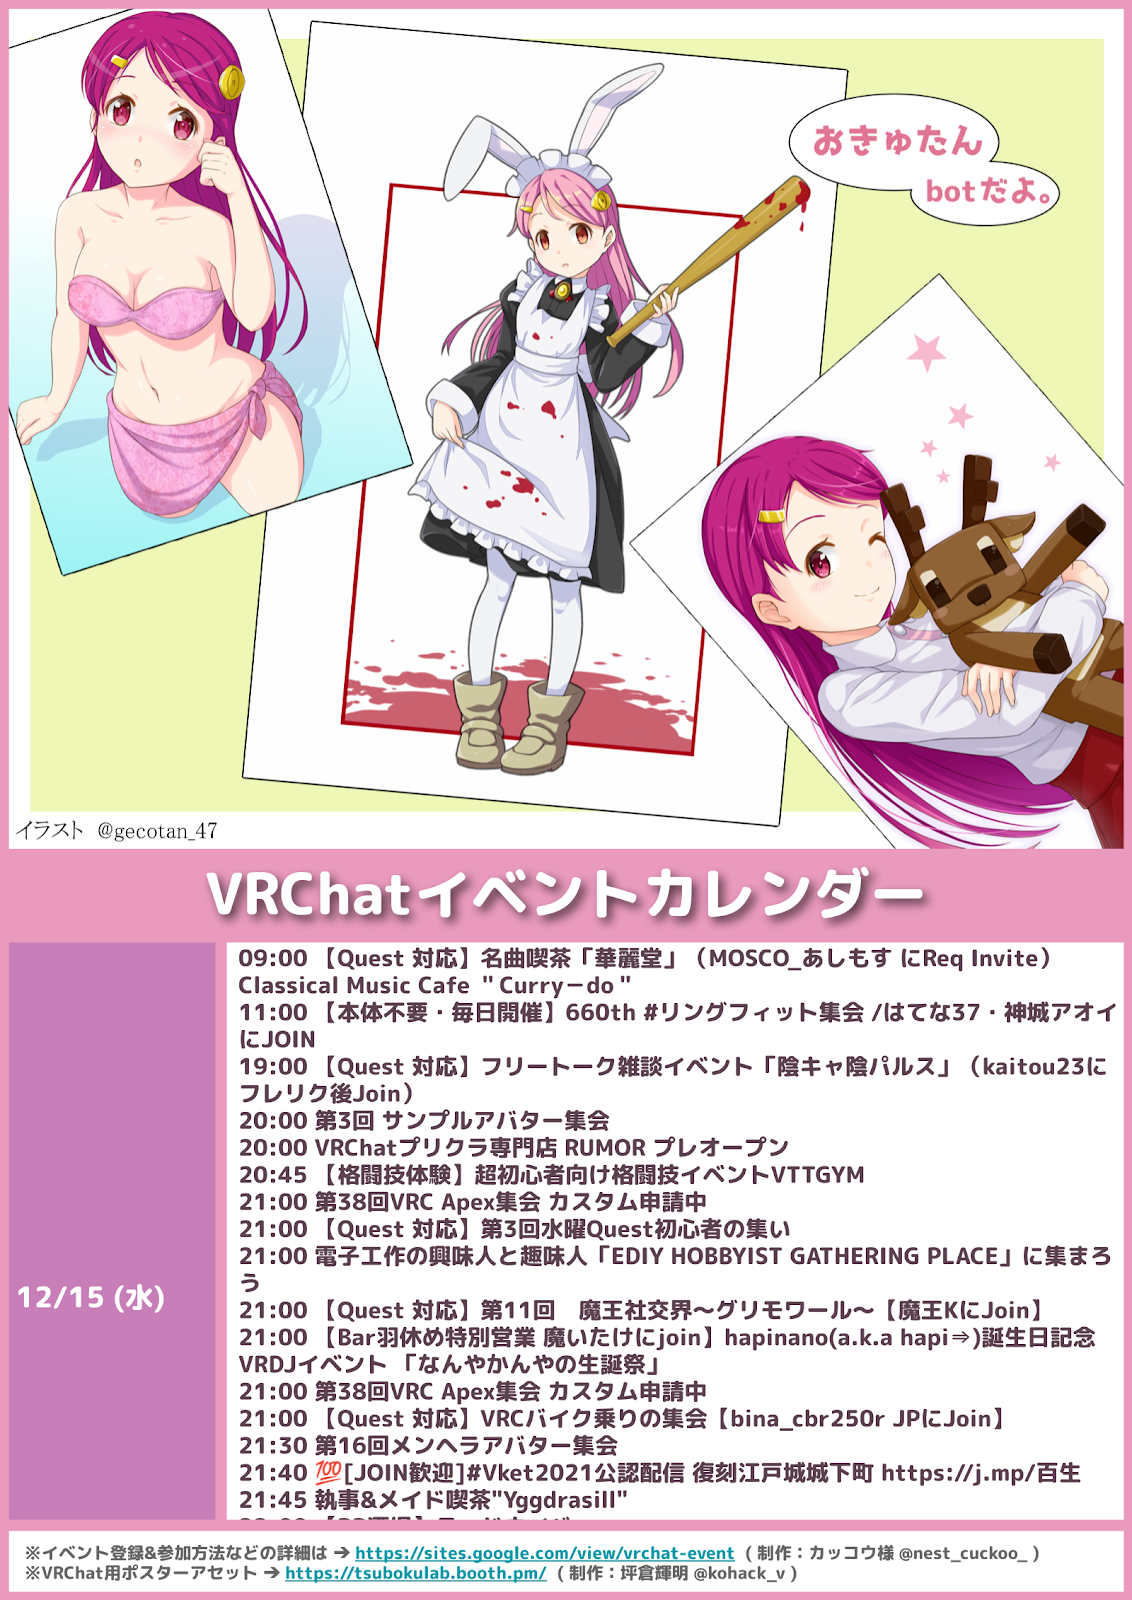 おきゅたん
botだよ。
イラスト @gecotan_47
VRChatイベントカレンダー
12/15 (水)
09:00 【Quest 対応】名曲喫茶「華麗堂」（MOSCO_あしもす にReq Invite）
Classical Music Cafe ＂Curry－do＂
11:00 【本体不要・毎日開催】660th #リングフィット集会 /はてな37・神城アオイ
にJOIN
19:00 【Quest 対応】フリートーク雑談イベント「陰キャ陰パルス」（kaitou23に
フレリク後Join）
20:00 第3回 サンプルアバター集会
20:00 VRChatプリクラ専門店 RUMOR プレオープン
20:45 【格闘技体験】超初心者向け格闘技イベントVTTGYM
21:00 第38回VRC Apex集会 カスタム申請中
21:00 【Quest 対応】第3回水曜Quest初心者の集い
21:00 電子工作の興味人と趣味人「EDIY HOBBYIST GATHERING PLACE」に集まろ
う
21:00 【Quest 対応】第11回　魔王社交界～グリモワール～【魔王KにJoin】
21:00 【Bar羽休め特別営業 魔いたけにjoin】hapinano(a.k.a hapi⇒)誕生日記念
VRDJイベント 「なんやかんやの生誕祭」
21:00 第38回VRC Apex集会 カスタム申請中
21:00 【Quest 対応】VRCバイク乗りの集会【bina_cbr250r JPにJoin】
21:30 第16回メンヘラアバター集会
21:40 💯[JOIN歓迎]#Vket2021公認配信 復刻江戸城城下町 https://j.mp/百生
21:45 執事&メイド喫茶"Yggdrasill"
※イベント登録&参加方法などの詳細は ➔ https://sites.google.com/view/vrchat-event ( 制作：カッコウ様 @nest_cuckoo_ )
※VRChat用ポスターアセット ➔ https://tsubokulab.booth.pm/ ( 制作：坪倉輝明 @kohack_v )